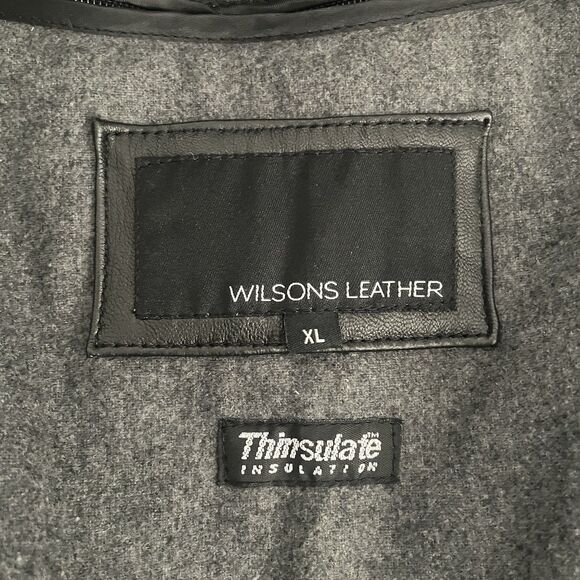 WILSONS LEATHER
XL
Thinsulate™
INSULATION